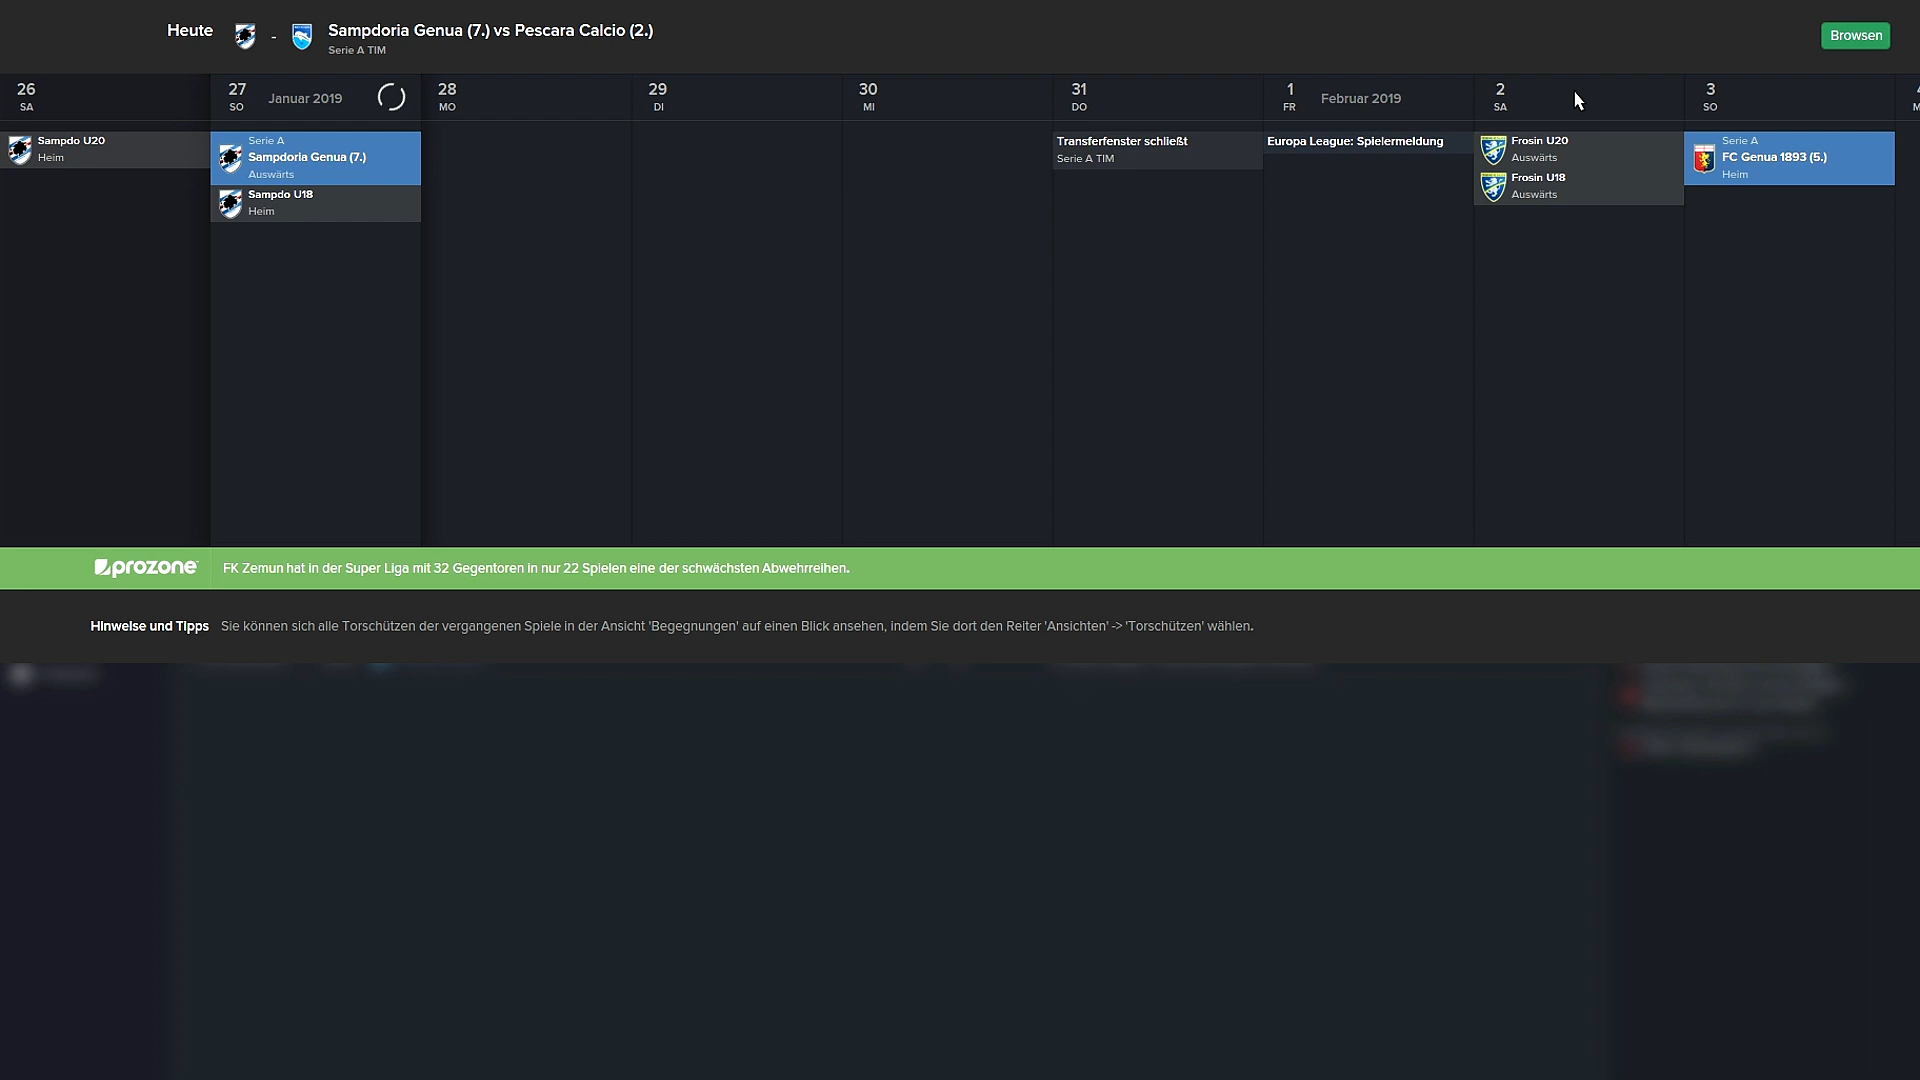 Heute
-
Sampdoria Genua (7.) vs Pescara Calcio (2.)
Serie A TIM
Browsen
26
SA
27
SO
Januar 2019
28
MO
29
DI
30
MI
31
DO
1
FR
Februar 2019
2
SA
3
SO
Sampdo U20
Heim
Serie A
Sampdoria Genua (7.)
Auswärts
Sampdo U18
Heim
Transferfenster schließt
Serie A TIM
Europa League: Spielermeldung
Frosin U20
Auswärts
Frosin U18
Auswärts
Serie A
FC Genua 1893 (5.)
Heim
prozone
FK Zemun hat in der Super Liga mit 32 Gegentoren in nur 22 Spielen eine der schwächsten Abwehrreihen.
Hinweise und Tipps
Sie können sich alle Torschützen der vergangenen Spiele in der Ansicht 'Begegnungen' auf einen Blick ansehen, indem Sie dort den Reiter 'Ansichten' -> 'Torschützen' wählen.